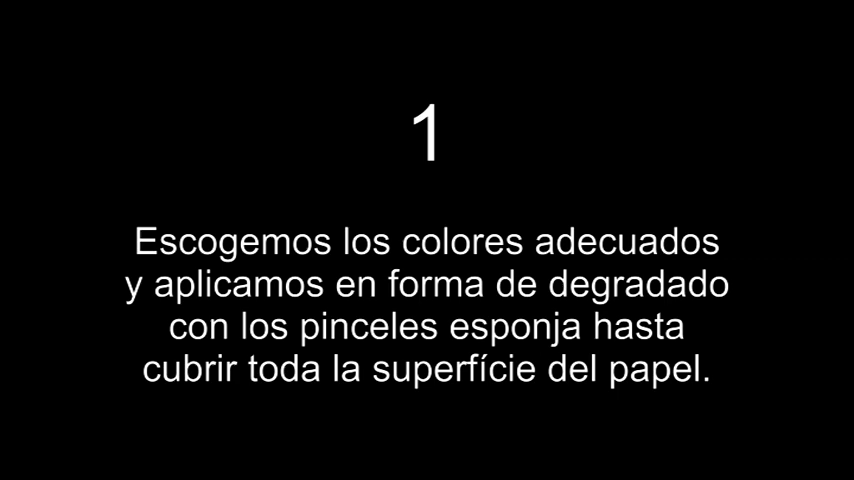 1
Escogemos los colores adecuados
y aplicamos en forma de degradado
con los pinceles esponja hasta
cubrir toda la superfície del papel.